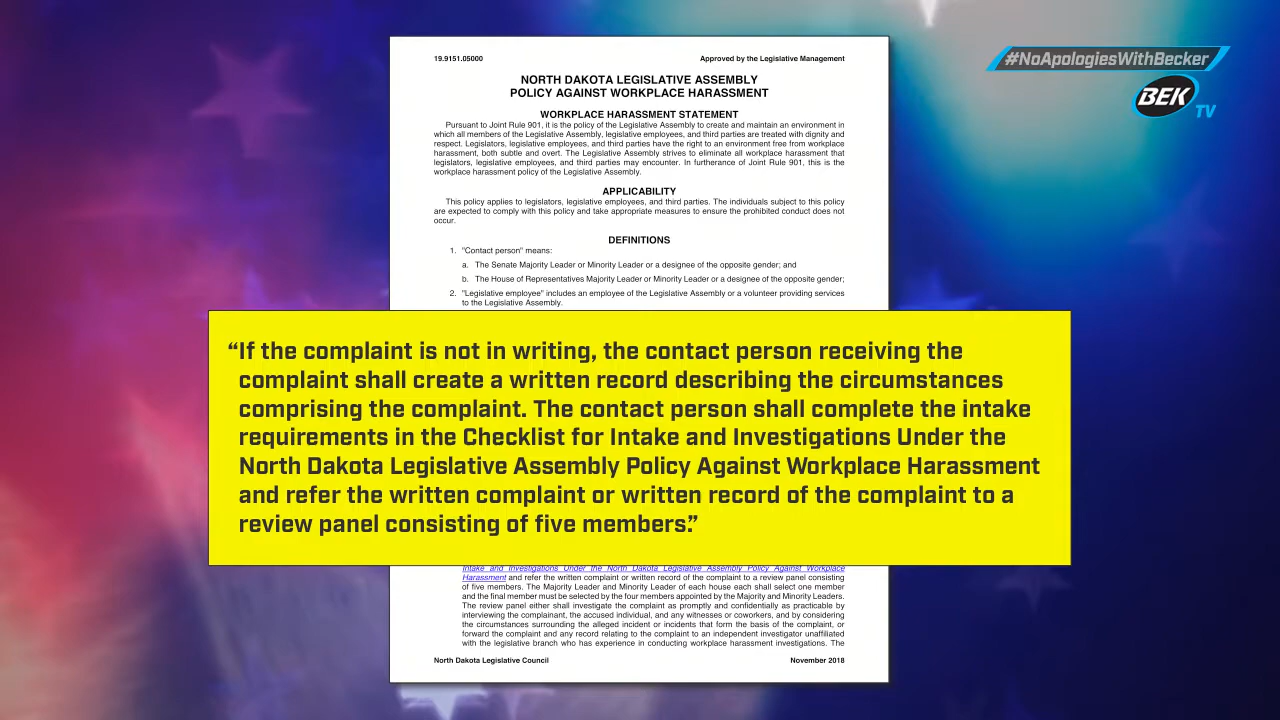 19.9151.05000 Approved by the Legislative Management
#NoApologiesWithBecker
BEK TV
NORTH DAKOTA LEGISLATIVE ASSEMBLY
POLICY AGAINST WORKPLACE HARASSMENT
WORKPLACE HARASSMENT STATEMENT
Pursuant to Joint Rule 901, it is the policy of the Legislative Assembly to create and maintain an environment in
which all members of the Legislative Assembly, legislative employees, and third parties are treated with dignity and
respect. Legislators, legislative employees, and third parties have the right to an environment free from workplace
harassment, both subtle and overt. The Legislative Assembly strives to eliminate all workplace harassment that
legislators, legislative employees, and third parties may encounter. In furtherance of Joint Rule 901, this is the
workplace harassment policy of the Legislative Assembly.
APPLICABILITY
This policy applies to legislators, legislative employees, and third parties. The individuals subject to this policy
are expected to comply with this policy and take appropriate measures to ensure the prohibited conduct does not
occur.
DEFINITIONS
1. "Contact person" means:
a. The Senate Majority Leader or Minority Leader or a designee of the opposite gender; and
b. The House of Representatives Majority Leader or Minority Leader or a designee of the opposite gender;
2. "Legislative employee" includes an employee of the Legislative Assembly or a volunteer providing services
to the Legislative Assembly.
“If the complaint is not in writing, the contact person receiving the
complaint shall create a written record describing the circumstances
comprising the complaint. The contact person shall complete the intake
requirements in the Checklist for Intake and Investigations Under the
North Dakota Legislative Assembly Policy Against Workplace Harassment
and refer the written complaint or written record of the complaint to a
review panel consisting of five members.”
Intake and Investigations Under the North Dakota Legislative Assembly Policy Against Workplace
Harassment and refer the written complaint or written record of the complaint to a review panel consisting
of five members. The Majority Leader and Minority Leader of each house each shall select one member
and the final member must be selected by the four members appointed by the Majority and Minority Leaders.
The review panel either shall investigate the complaint as promptly and confidentially as practicable by
interviewing the complainant, the accused individual, and any witnesses or coworkers, and by considering
the circumstances surrounding the alleged incident or incidents that form the basis of the complaint, or
forward the complaint and any record relating to the complaint to an independent investigator unaffiliated
with the legislative branch who has experience in conducting workplace harassment investigations. The
North Dakota Legislative Council November 2018